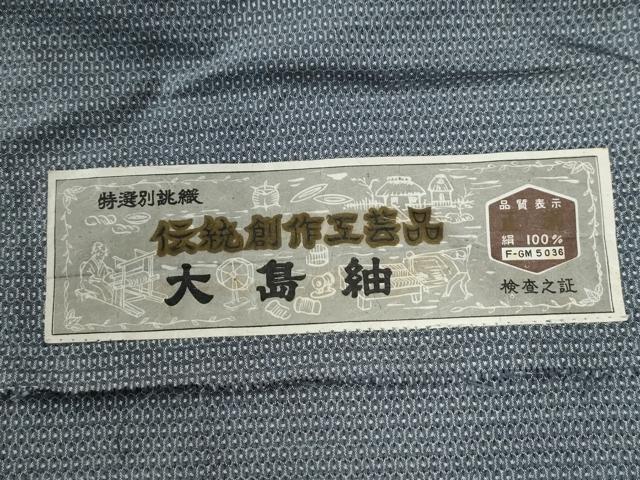 特選別誂織
伝統創作工芸品
大島紬
品質表示
絹 100%
F-GM 5036
検査之証